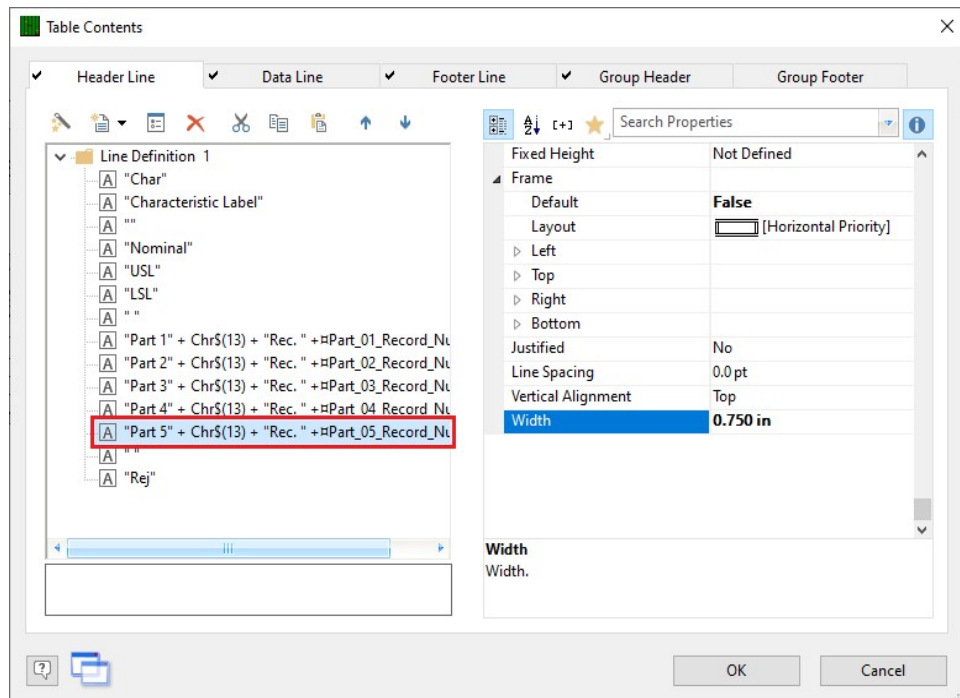 Table Contents
Header Line
Data Line
Footer Line
Group Header
Group Footer
Search Properties
Line Definition 1
A "Char"
A "Characteristic Label"
A ""
A "Nominal"
A "USL"
A "LSL"
A " "
A "Part 1" + Chr$(13) + "Rec. " +¤Part_01_Record_Nu
A "Part 2" + Chr$(13) + "Rec. " +¤Part_02_Record_Nu
A "Part 3" + Chr$(13) + "Rec. " +¤Part_03_Record_Nu
A "Part 4" + Chr$(13) + "Rec. " +¤Part_04_Record_Nu
A "Part 5" + Chr$(13) + "Rec. " +¤Part_05_Record_Nu
A " "
A "Rej"
Fixed Height Not Defined
Frame
Default False
Layout [Horizontal Priority]
Left
Top
Right
Bottom
Justified No
Line Spacing 0.0 pt
Vertical Alignment Top
Width 0.750 in
Width
Width.
OK
Cancel